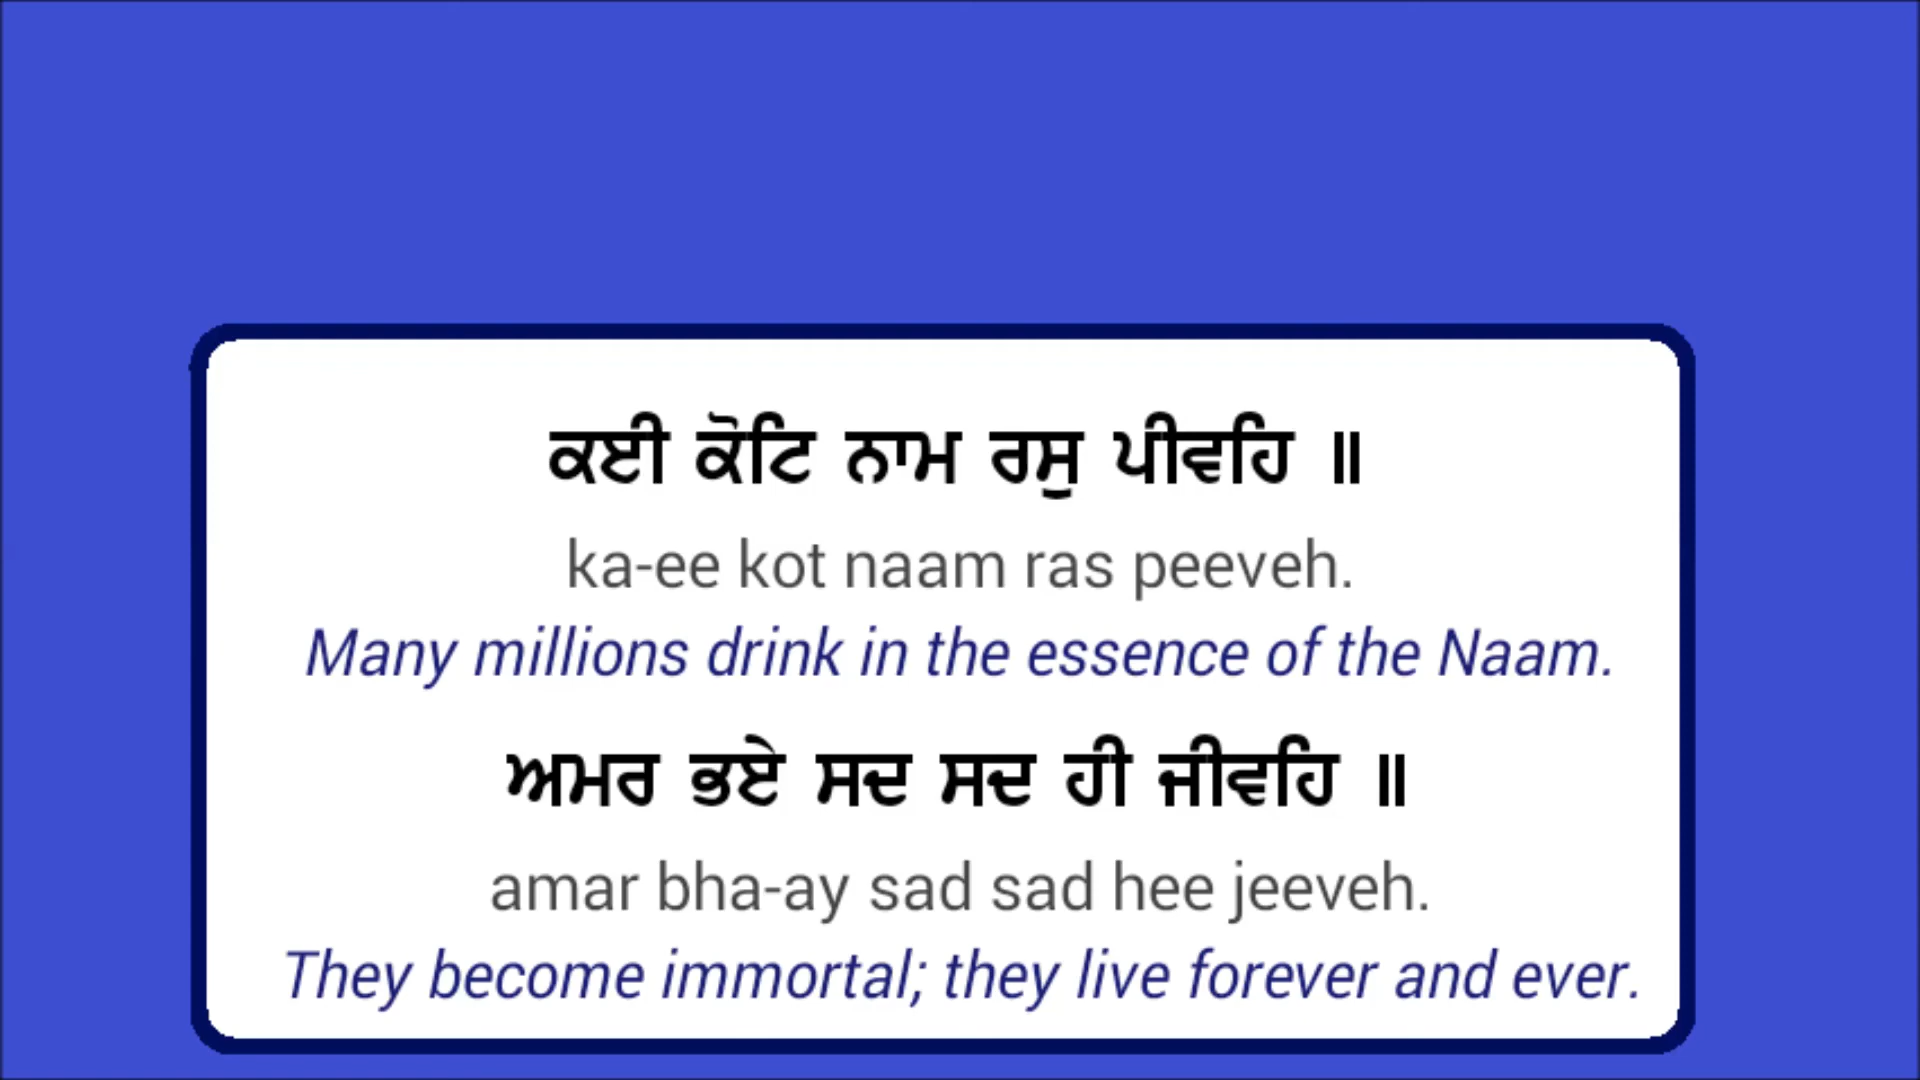 ਕਈ ਕੋਟਿ ਨਾਮ ਰਸੁ ਪੀਵਹਿ ॥
ka-ee kot naam ras peeveh.
Many millions drink in the essence of the Naam.
ਅਮਰ ਭਏ ਸਦ ਸਦ ਹੀ ਜੀਵਹਿ ॥
amar bha-ay sad sad hee jeeveh.
They become immortal; they live forever and ever.